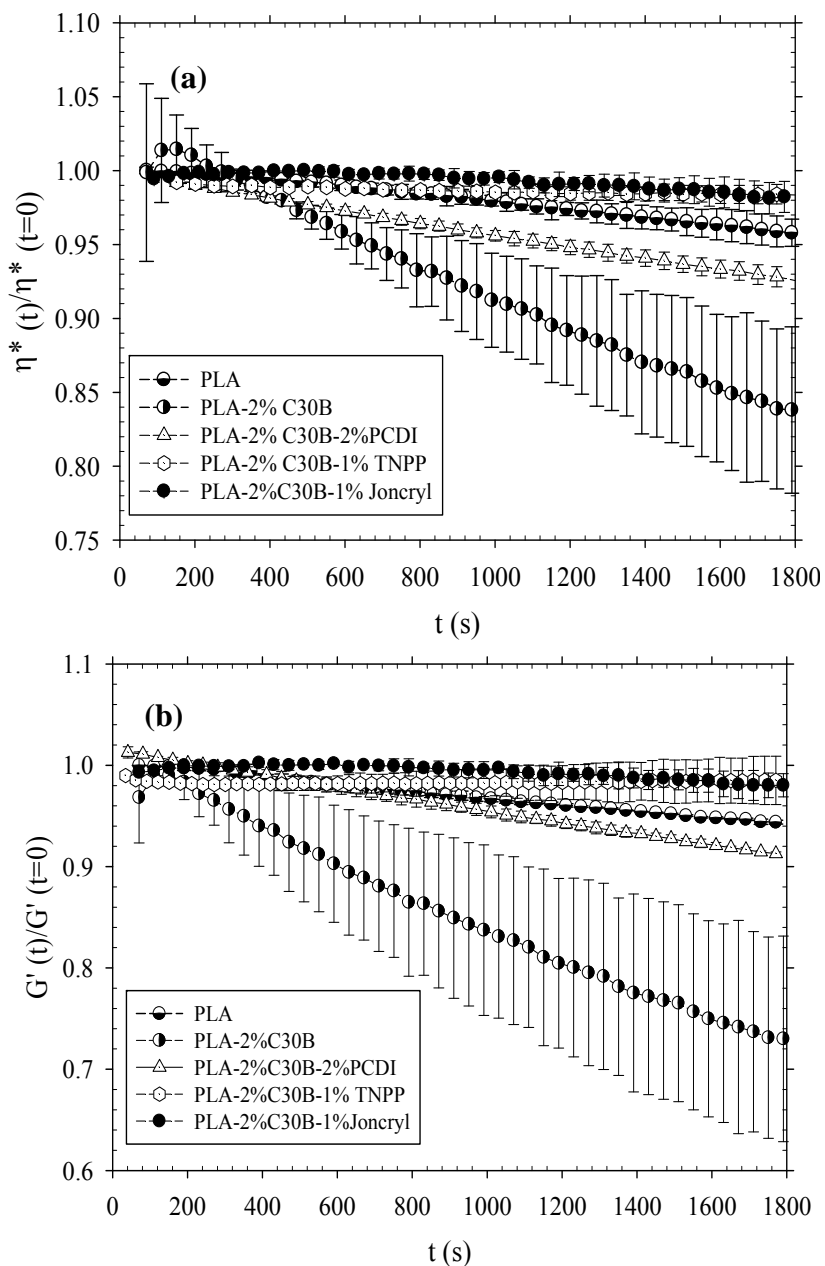 (a)
1.10
1.05
1.00
0.95
0.90
0.85
0.80
0.75
η* (t)/η* (t=0)
PLA
PLA-2% C30B
PLA-2% C30B-2%PCDI
PLA-2% C30B-1% TNPP
PLA-2%C30B-1% Joncryl
0 200 400 600 800 1000 1200 1400 1600 1800
t (s)
(b)
1.1
1.0
0.9
0.8
0.7
0.6
G' (t)/G' (t=0)
PLA
PLA-2%C30B
PLA-2%C30B-2%PCDI
PLA-2%C30B-1% TNPP
PLA-2%C30B-1%Joncryl
0 200 400 600 800 1000 1200 1400 1600 1800
t (s)